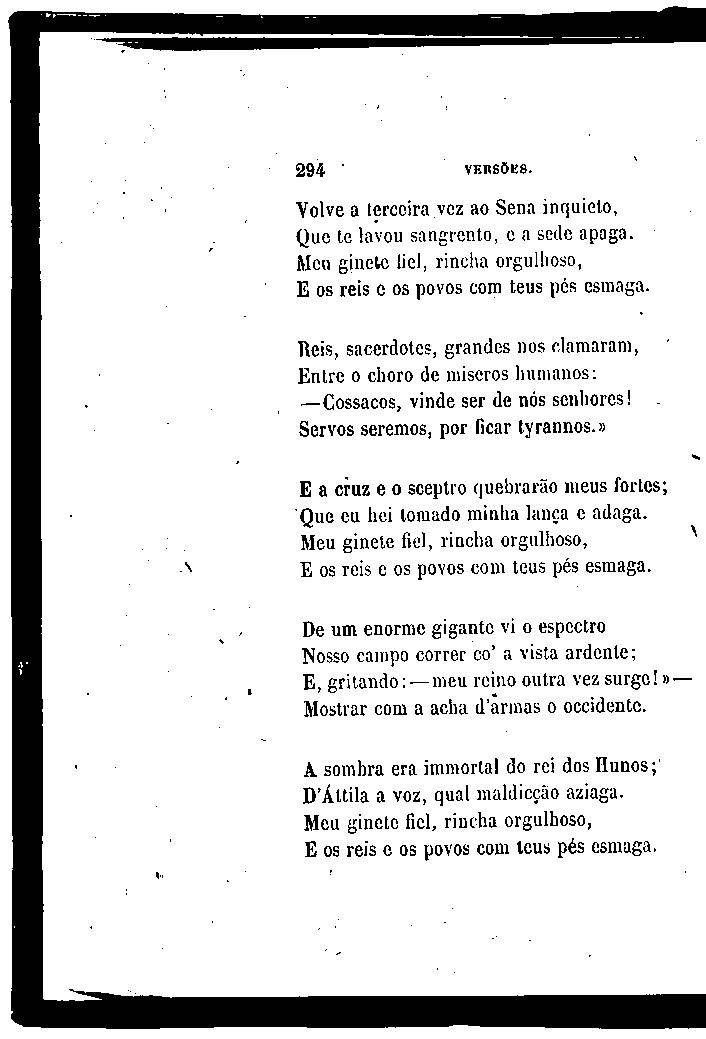 294 VERSÕES.
Volve a terceira vez ao Sena inquieto,
Que te lavou sangrento, e a sede apaga.
Meu ginete fiel, rincha orgulhoso,
E os reis e os povos com teus pés esmaga.
Reis, sacerdotes, grandes nos clamaram,
Entre o choro de miseros humanos:
—Cossacos, vinde ser de nós senhores!
Servos seremos, por ficar tyrannos.»
E a cruz e o sceptro quebrarão meus fortes;
Que eu hei tomado minha lança e adaga.
Meu ginete fiel, rincha orgulhoso,
E os reis e os povos com teus pés esmaga.
De um enorme gigante vi o espectro
Nosso campo correr co' a vista ardente;
E, gritando:—meu reino outra vez surge!»—
Mostrar com a acha d'armas o occidente.
A sombra era immortal do rei dos Hunos;
D'Áttila a voz, qual maldicção aziaga.
Meu ginete fiel, rincha orgulhoso,
E os reis e os povos com teus pés esmaga.